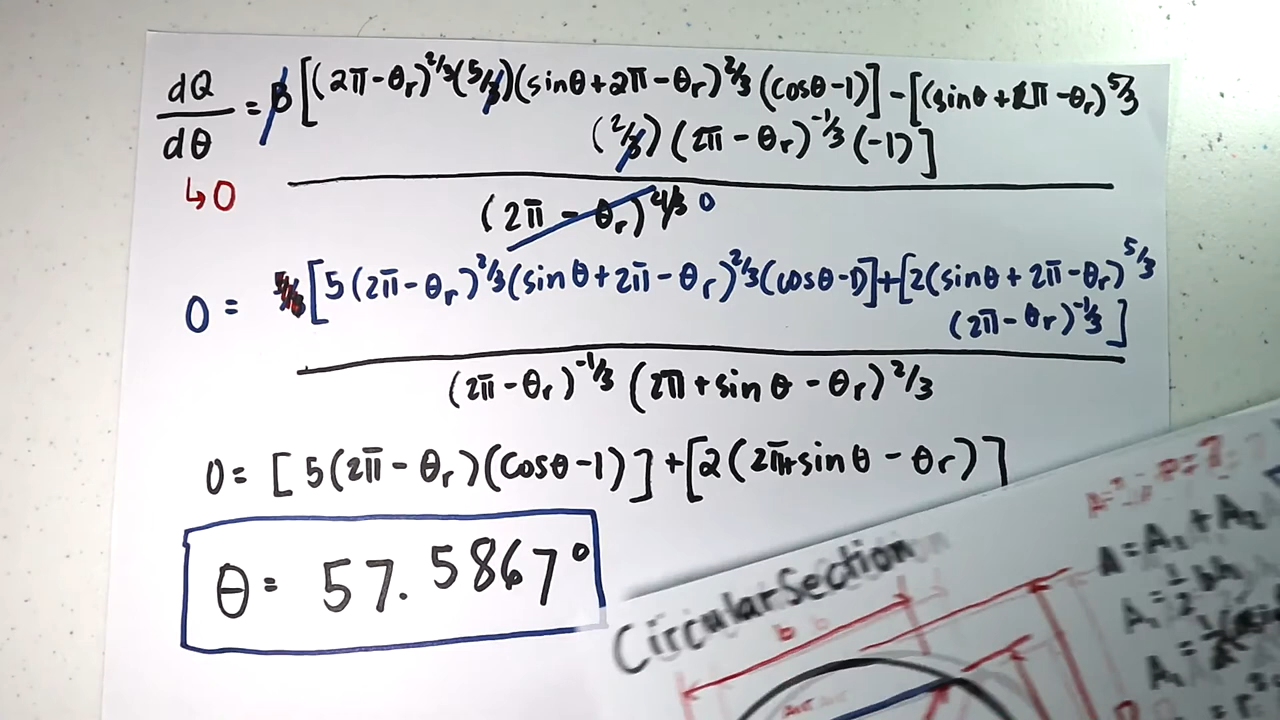 dQ/dθ = β [(2π-θr)^2/3 (5/3)(sinθ+2π-θr)^2/3 (cosθ-1)] - [(sinθ+2π-θr)^5/3
(2/3)(2π-θr)^-1/3 (-1)]
↳0
(2π-θr)^4/3 0
0 = [5(2π-θr)^2/3 (sinθ+2π-θr)^2/3 (cosθ-1)]+[2(sinθ+2π-θr)^5/3
(2π-θr)^-1/3]
(2π-θr)^-1/3 (2π+sinθ-θr)^2/3
0= [5(2π-θr)(cosθ-1)]+[2(2π+sinθ-θr)]
θ= 57.5867°
Circular Section
b
A=A1+A2
A1=1/2 bh